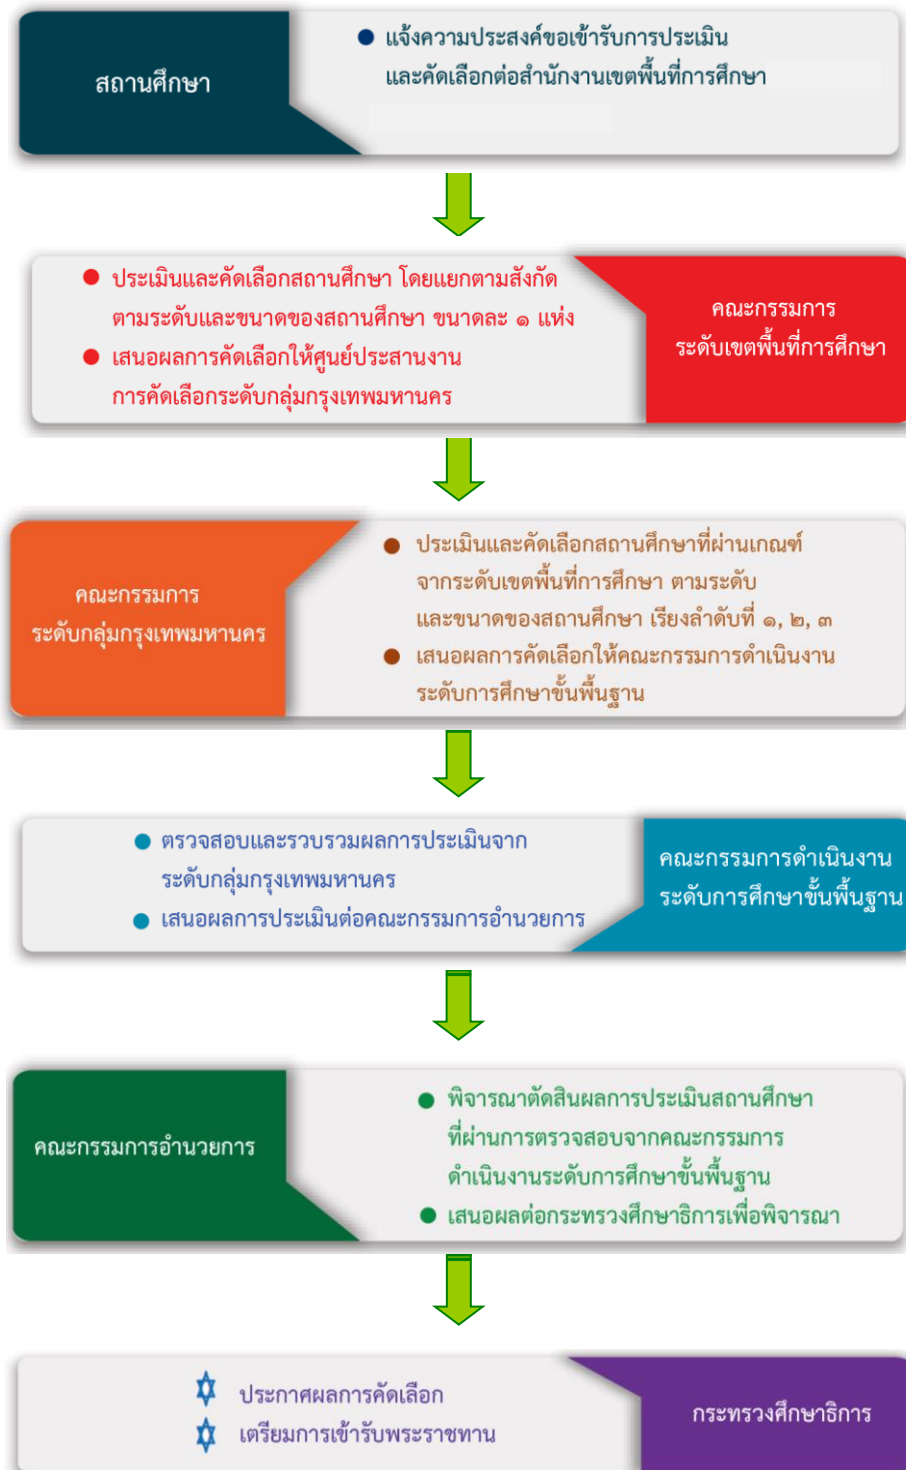 สถานศึกษา
แจ้งความประสงค์ขอเข้ารับการประเมิน
และคัดเลือกต่อสำนักงานเขตพื้นที่การศึกษา
ประเมินและคัดเลือกสถานศึกษา โดยแยกตามสังกัด
ตามระดับและขนาดของสถานศึกษา ขนาดละ ๑ แห่ง
เสนอผลการคัดเลือกให้ศูนย์ประสานงาน
การคัดเลือกระดับกลุ่มกรุงเทพมหานคร
คณะกรรมการ
ระดับเขตพื้นที่การศึกษา
คณะกรรมการ
ระดับกลุ่มกรุงเทพมหานคร
ประเมินและคัดเลือกสถานศึกษาที่ผ่านเกณฑ์
จากระดับเขตพื้นที่การศึกษา ตามระดับ
และขนาดของสถานศึกษา เรียงลำดับที่ ๑, ๒, ๓
เสนอผลการคัดเลือกให้คณะกรรมการดำเนินงาน
ระดับการศึกษาขั้นพื้นฐาน
ตรวจสอบและรวบรวมผลการประเมินจาก
ระดับกลุ่มกรุงเทพมหานคร
เสนอผลการประเมินต่อคณะกรรมการอำนวยการ
คณะกรรมการดำเนินงาน
ระดับการศึกษาขั้นพื้นฐาน
คณะกรรมการอำนวยการ
พิจารณาตัดสินผลการประเมินสถานศึกษา
ที่ผ่านการตรวจสอบจากคณะกรรมการ
ดำเนินงานระดับการศึกษาขั้นพื้นฐาน
เสนอผลต่อกระทรวงศึกษาธิการเพื่อพิจารณา
ประกาศผลการคัดเลือก
เตรียมการเข้ารับพระราชทาน
กระทรวงศึกษาธิการ